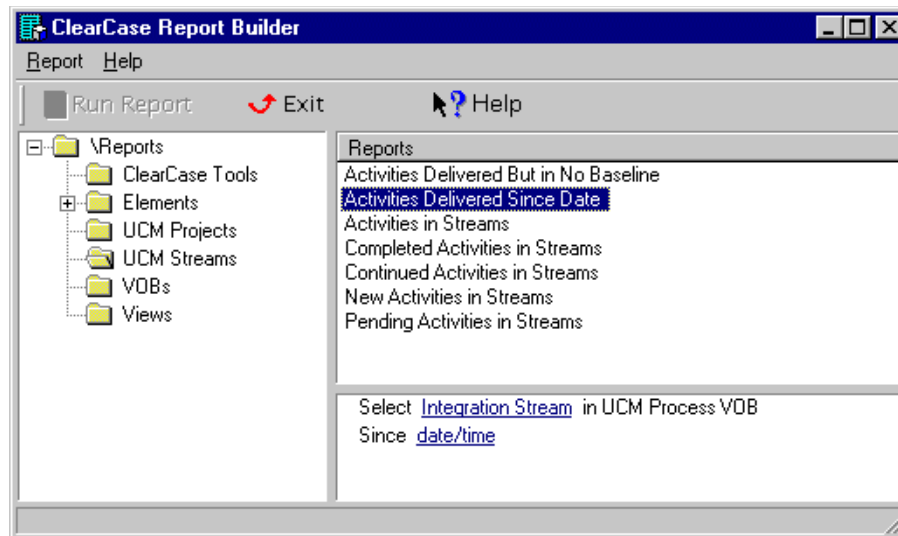 ClearCase Report Builder
Report Help
Run Report Exit Help
\Reports
ClearCase Tools
Elements
UCM Projects
UCM Streams
VOBs
Views
Reports
Activities Delivered But in No Baseline
Activities Delivered Since Date
Activities in Streams
Completed Activities in Streams
Continued Activities in Streams
New Activities in Streams
Pending Activities in Streams
Select Integration Stream in UCM Process VOB
Since date/time